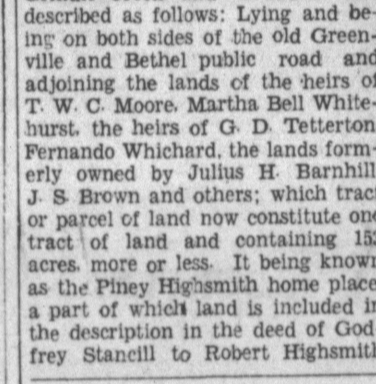 described as follows: Lying and be-
ing on both sides of the old Green-
ville and Bethel public road and
adjoining the lands of the heirs of
T. W. C. Moore, Martha Bell White-
hurst, the heirs of G. D. Tetterton
Fernando Whichard, the lands form-
erly owned by Julius H. Barnhill
J. S. Brown and others; which tract
or parcel of land now constitute one
tract of land and containing
acres, more or less. It being known
as the Piney Highsmith home place
a part of which land is included in
the description in the deed of God
frey Stancill to Robert Highsmith